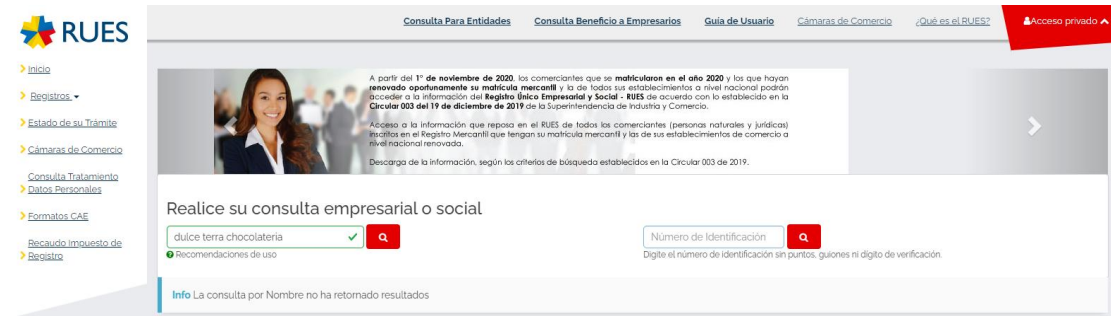 RUES
Consulta Para Entidades
Consulta Beneficio a Empresarios
Guía de Usuario
Cámaras de Comercio
¿Qué es el RUES?
Acceso privado
Inicio
Registros
Estado de su Trámite
Cámaras de Comercio
Consulta Tratamiento
Datos Personales
Formatos CAE
Recaudo Impuesto de
Registro
A partir del 1° de noviembre de 2020, los comerciantes que se matricularon en el año 2020 y los que hayan
renovado oportunamente su matrícula mercantil y la de todos sus establecimientos a nivel nacional podrán
acceder a la información del Registro Único Empresarial y Social - RUES de acuerdo con lo establecido en la
Circular 003 del 19 de diciembre de 2019 de la Superintendencia de Industria y Comercio.
Acceso a la información que reposa en el RUES de todos los comerciantes (personas naturales y jurídicas)
inscritos en el Registro Mercantil que tengan su matrícula mercantil y las de sus establecimientos de comercio a
nivel nacional renovada.
Descarga de la información, según los criterios de búsqueda establecidos en la Circular 003 de 2019.
Realice su consulta empresarial o social
dulce terra chocolateria
Número de Identificación
Recomendaciones de uso
Digite el número de identificación sin puntos, guiones ni dígito de verificación.
Info La consulta por Nombre no ha retornado resultados